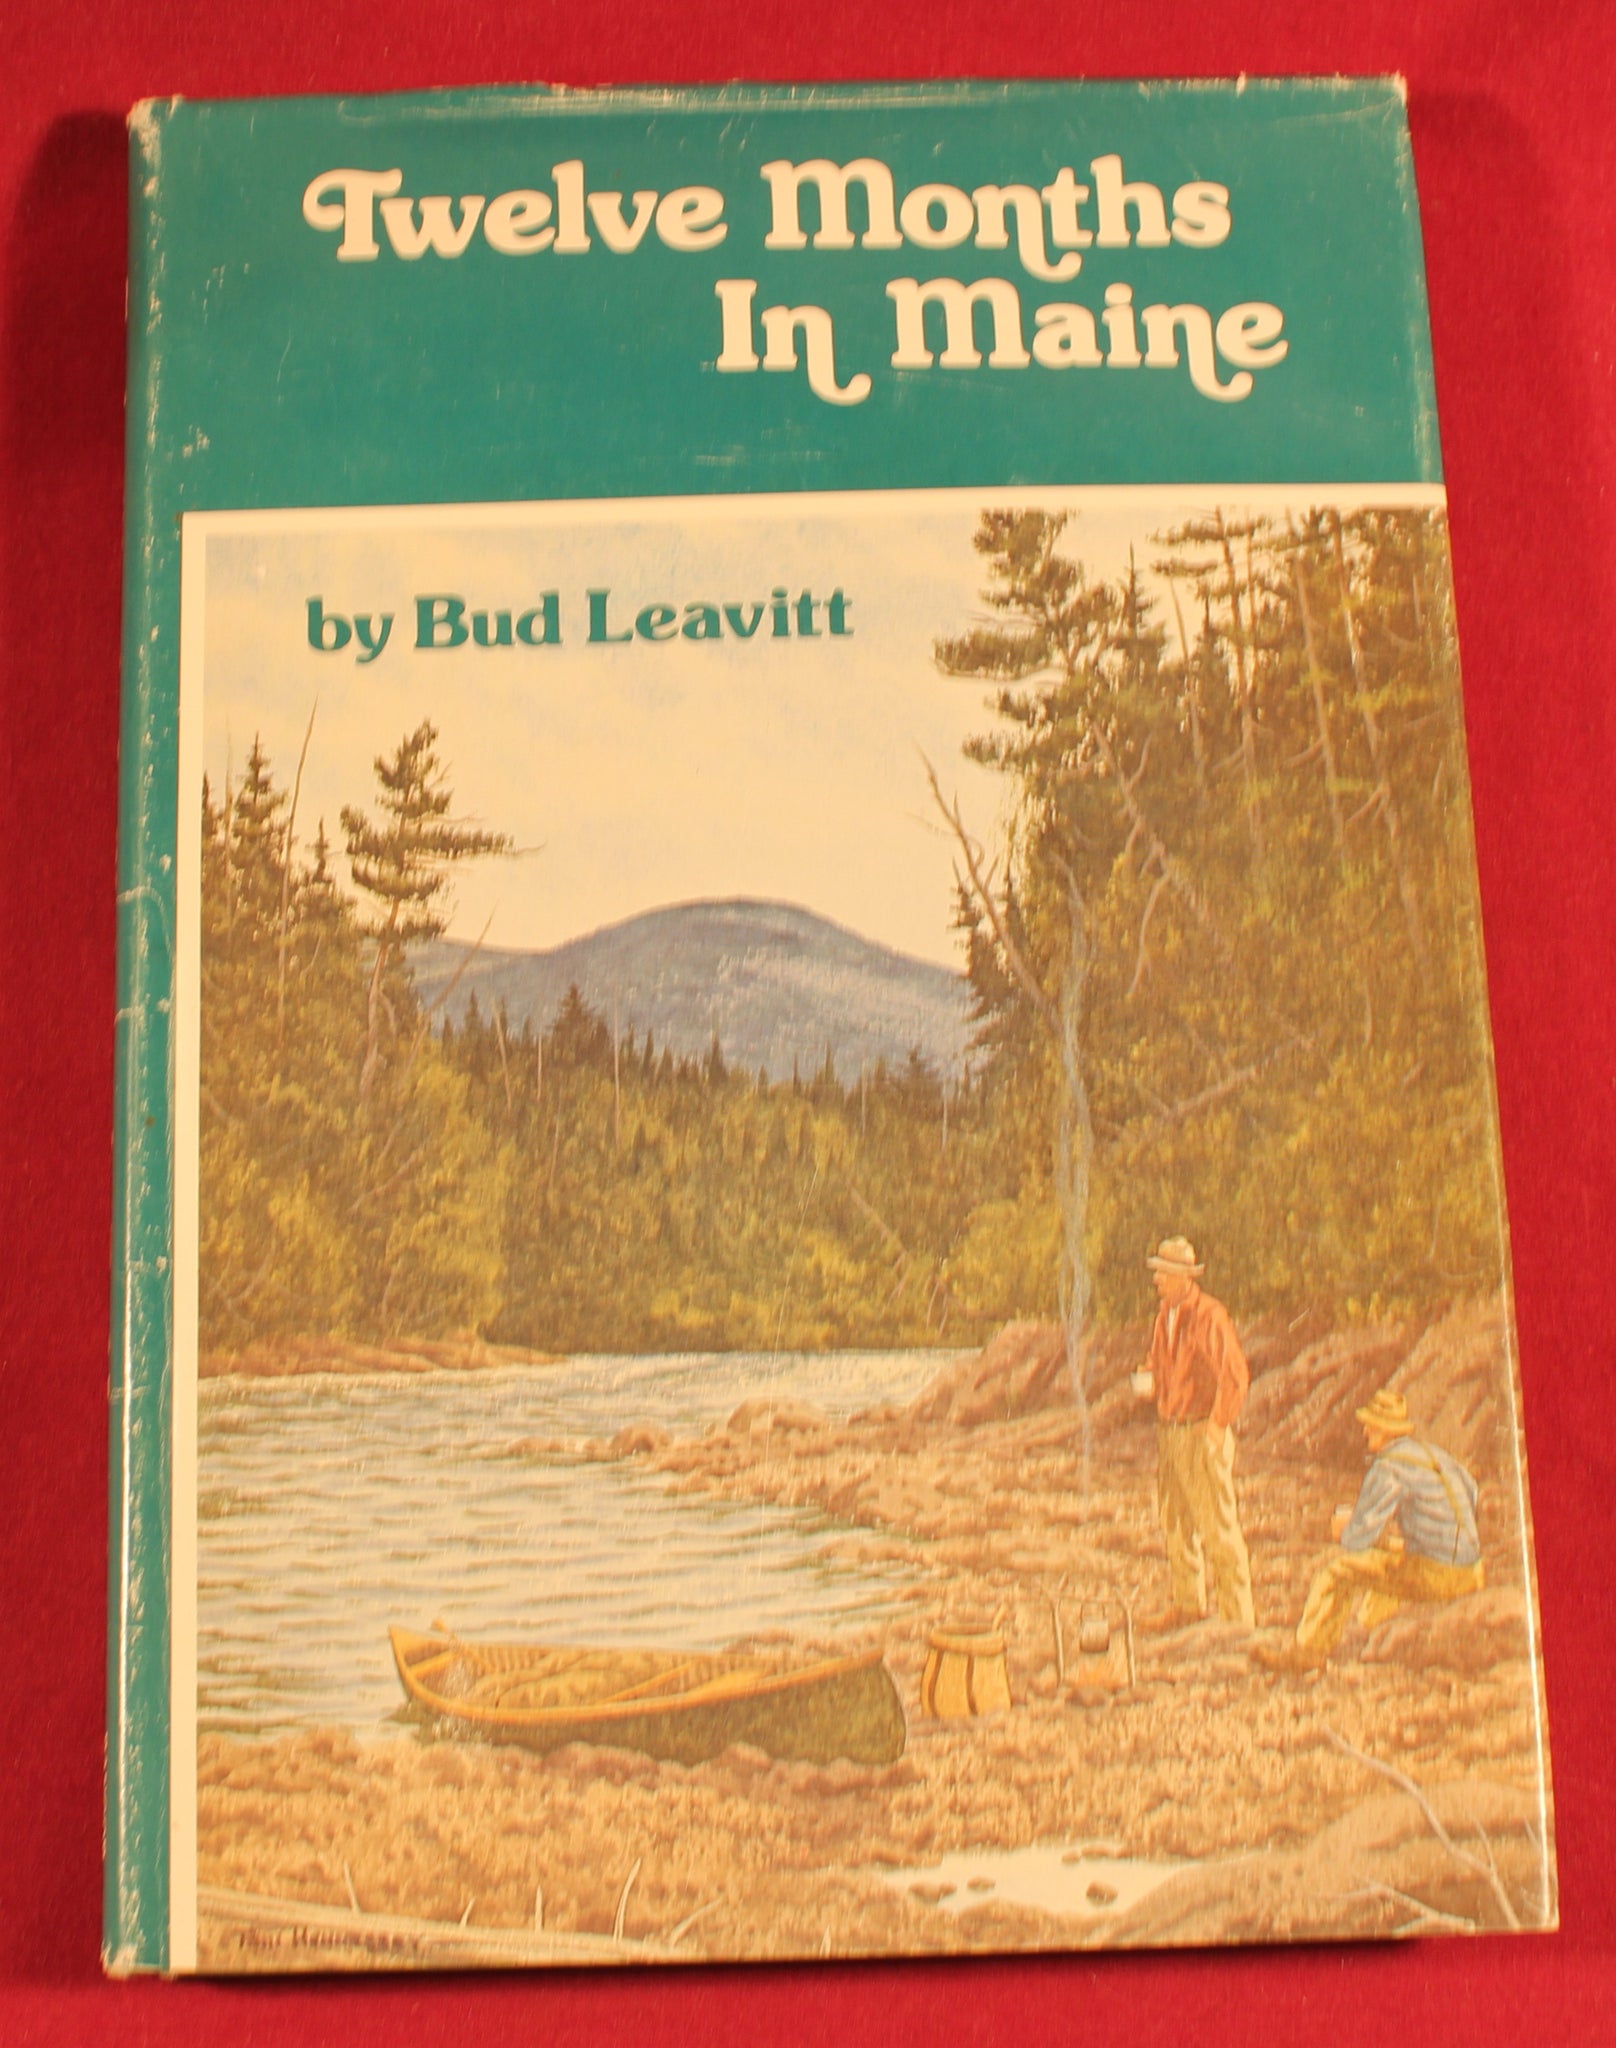 Twelve Months
In Maine
by Bud Leavitt